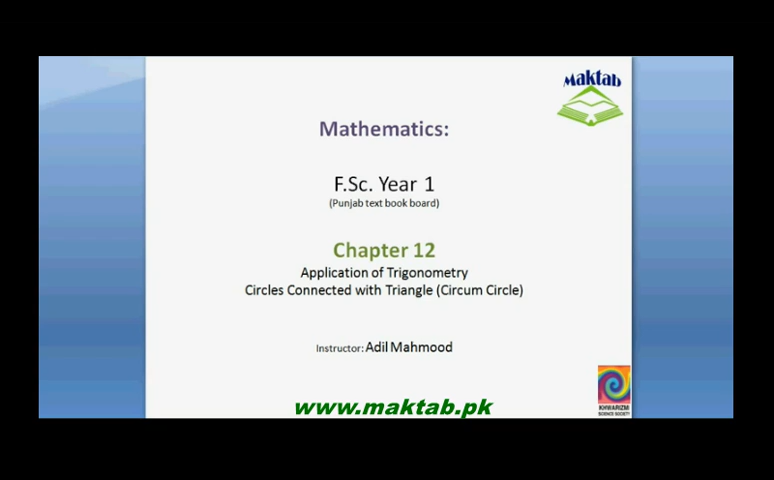 maktab
Mathematics:
F.Sc. Year 1
(Punjab text book board)
Chapter 12
Application of Trigonometry
Circles Connected with Triangle (Circum Circle)
Instructor: Adil Mahmood
KHWARIZMI
SCIENCE SOCIETY
www.maktab.pk